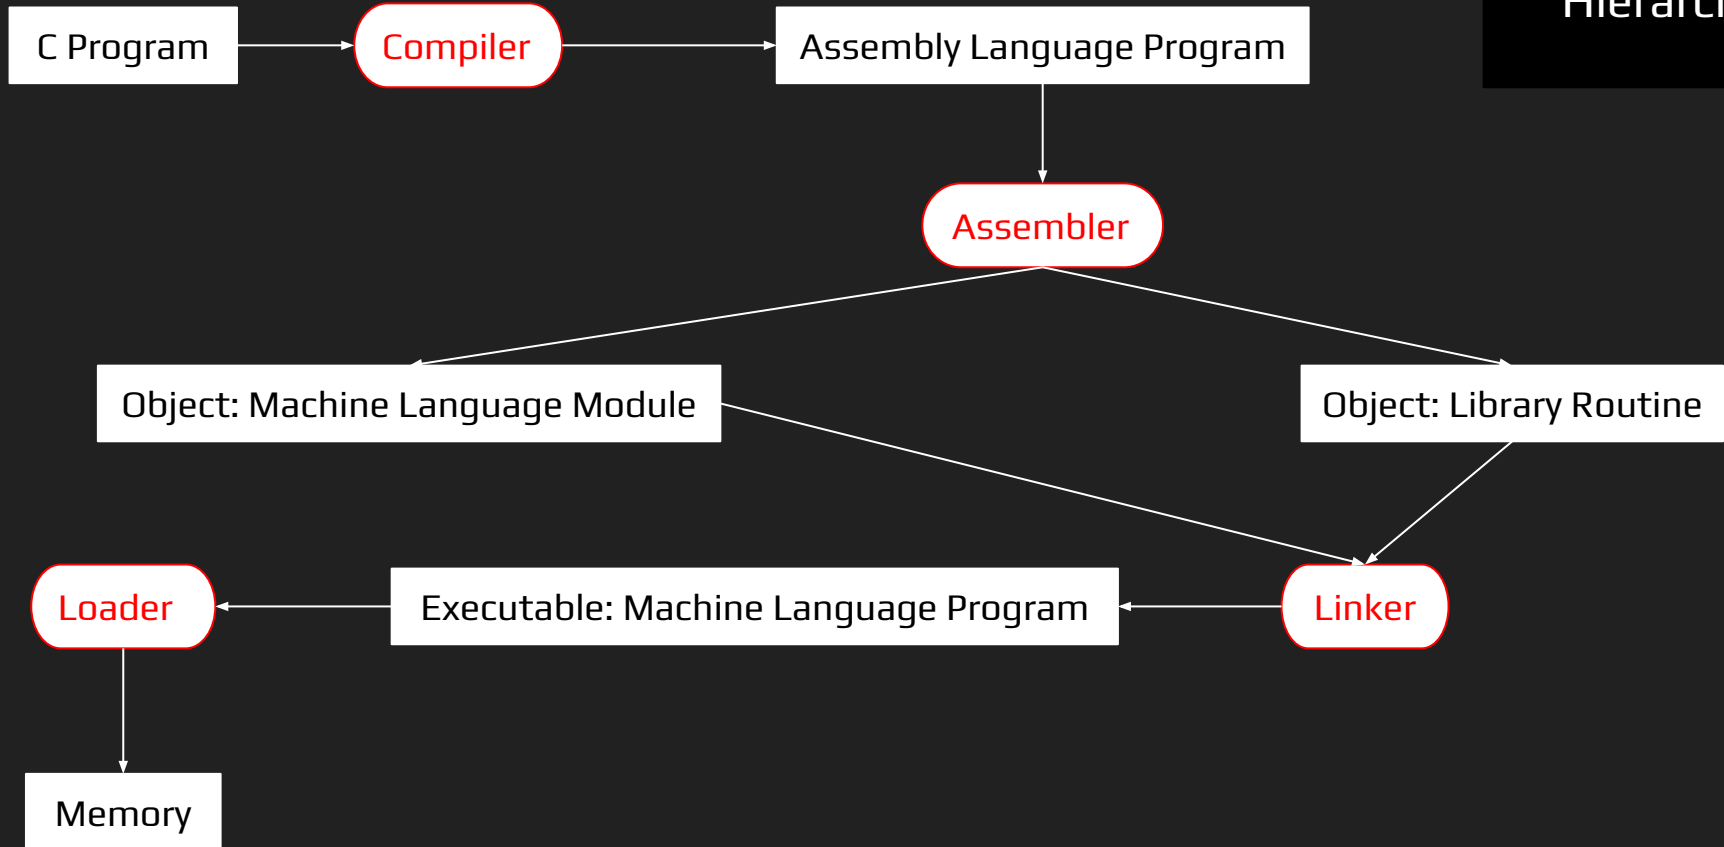 C Program
Compiler
Assembly Language Program
Assembler
Object: Machine Language Module
Object: Library Routine
Loader
Executable: Machine Language Program
Linker
Memory